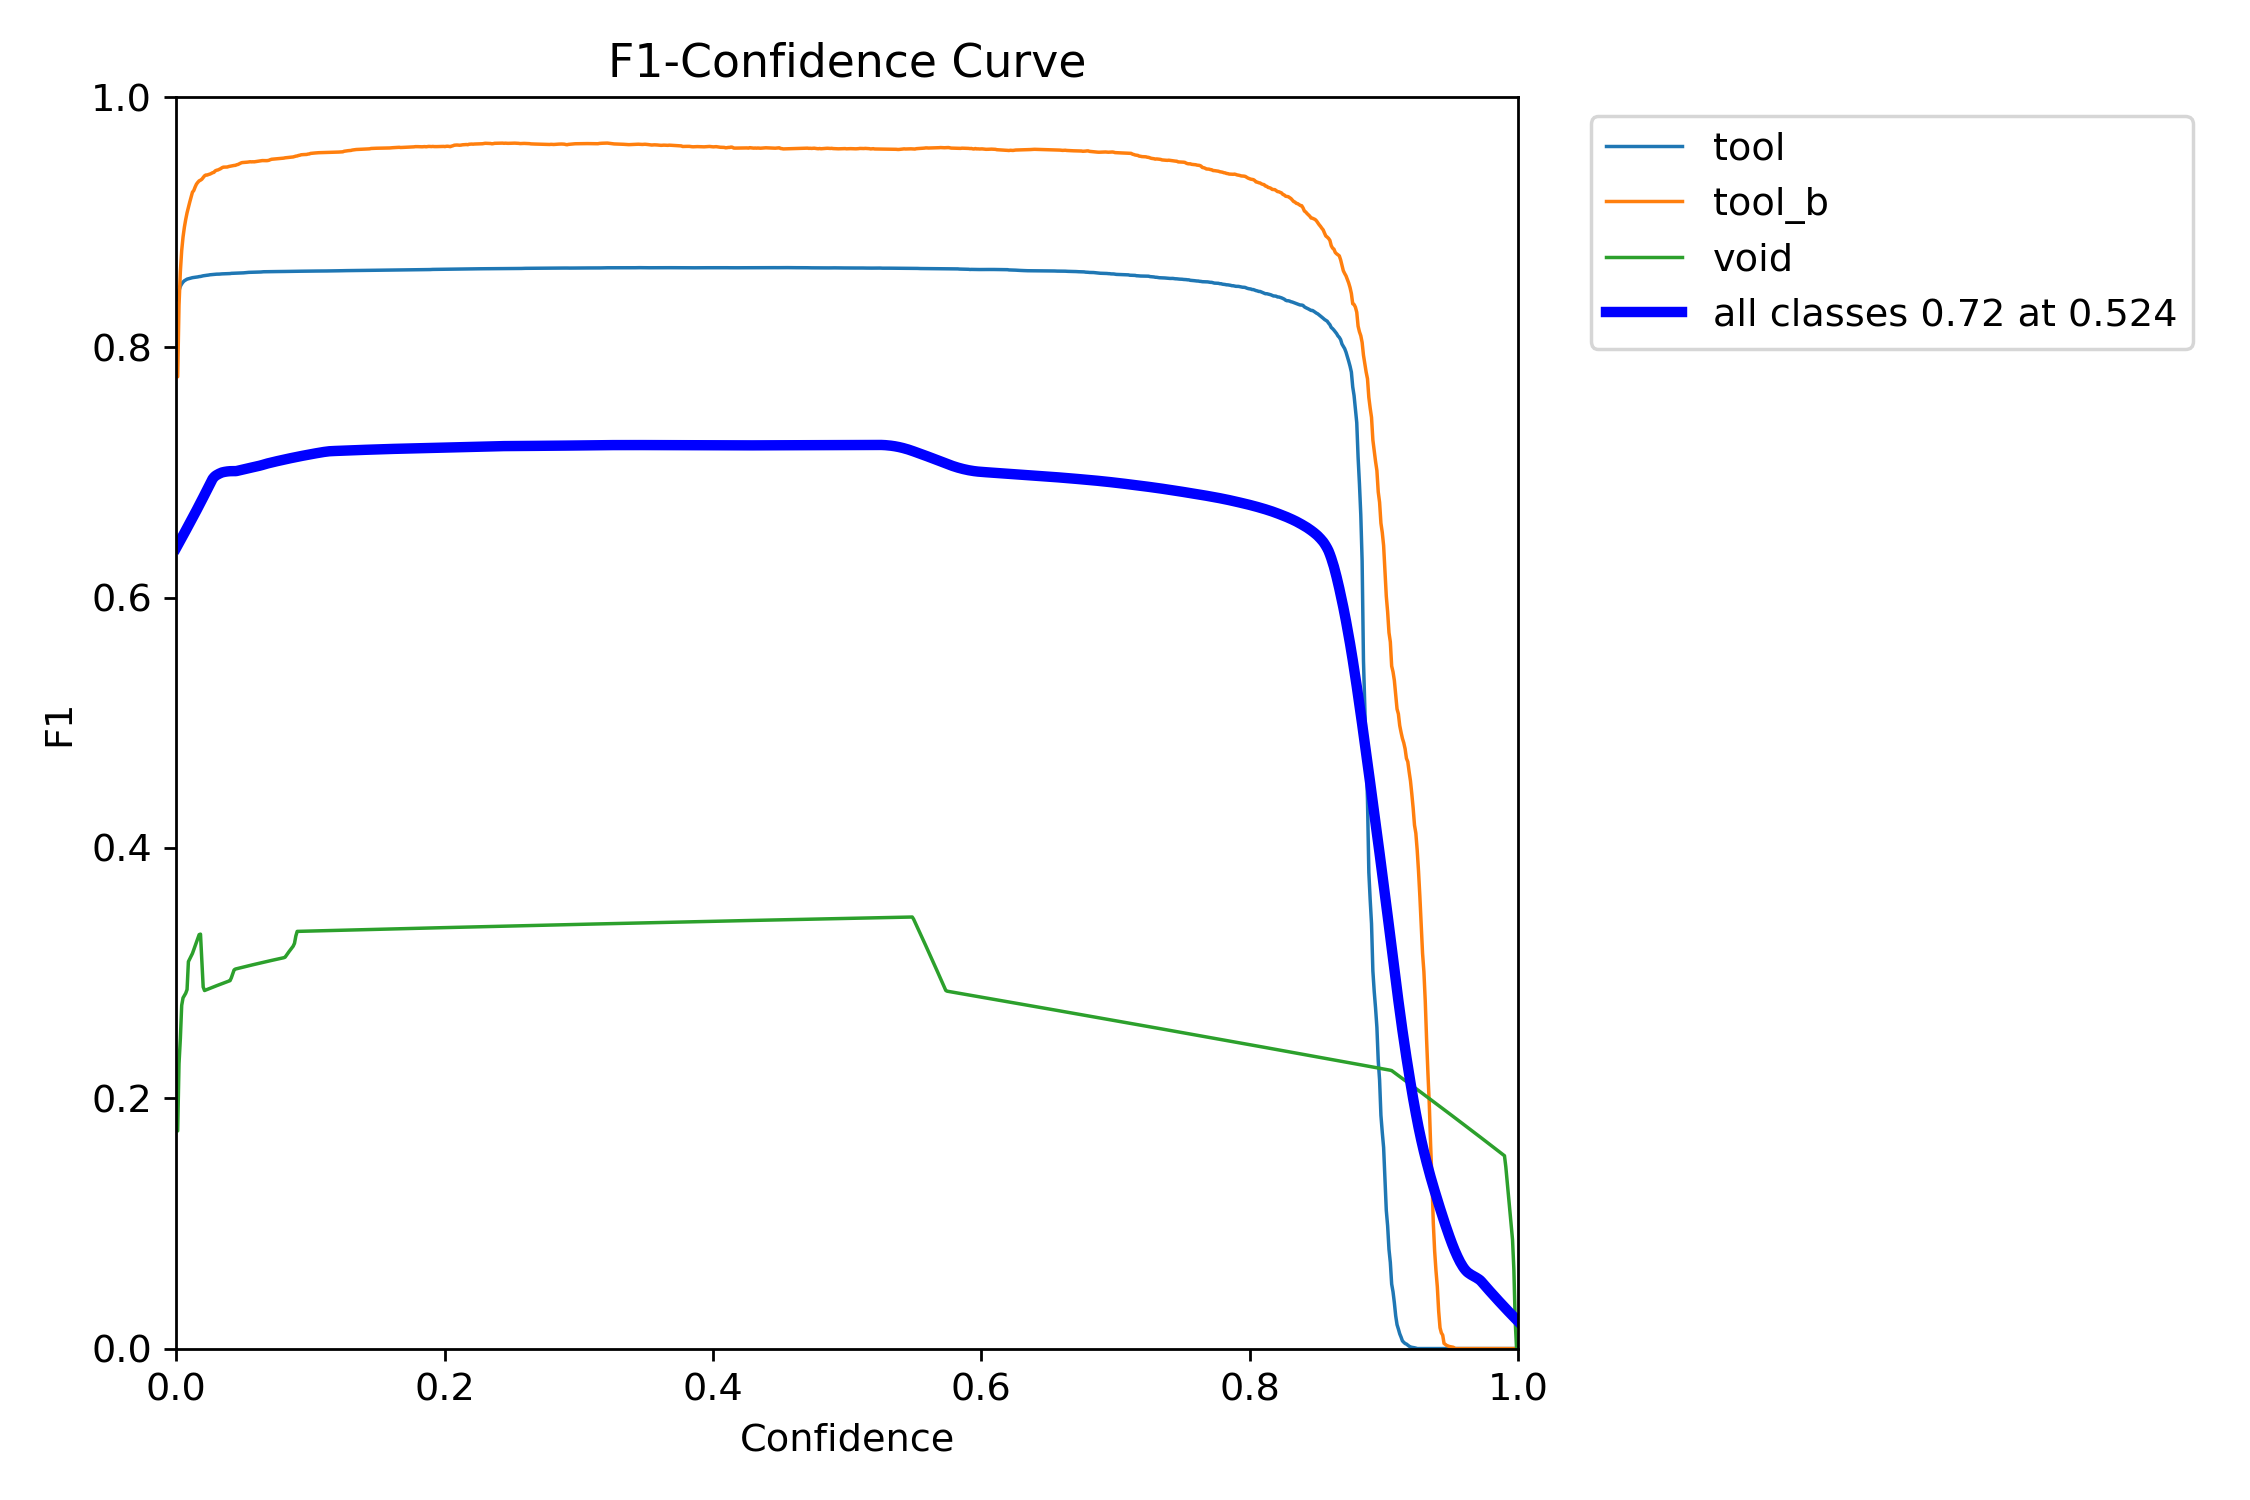 F1-Confidence Curve
1.0
0.8
0.6
0.4
0.2
0.0
F1
0.0 0.2 0.4 0.6 0.8 1.0
Confidence
tool
tool_b
void
all classes 0.72 at 0.524